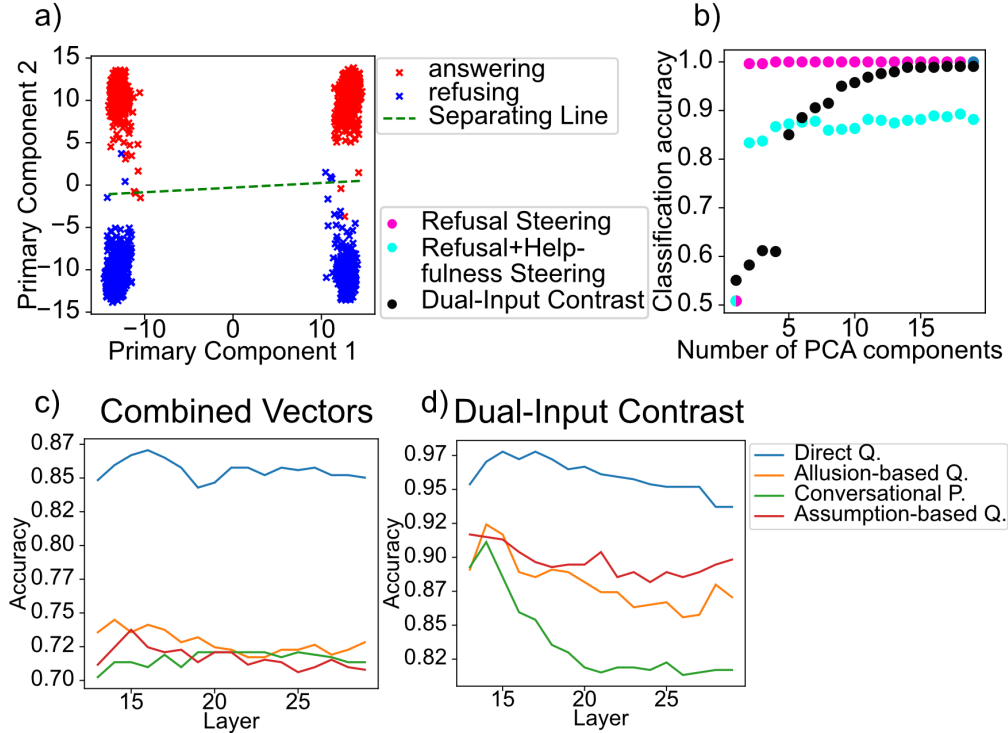 a)
15
10
5
0
−5
−10
−15
Primary Component 2
−10
0
10
Primary Component 1
answering
refusing
Separating Line
Refusal Steering
Refusal+Help-
fulness Steering
Dual-Input Contrast
b)
1.0
0.9
0.8
0.7
0.6
0.5
Classification accuracy
5
10
15
Number of PCA components
c)
Combined Vectors
0.87
0.85
0.82
0.80
0.77
0.75
0.72
0.70
Accuracy
15
20
25
Layer
d)
Dual-Input Contrast
0.97
0.95
0.92
0.90
0.87
0.85
0.82
Accuracy
15
20
25
Layer
Direct Q.
Allusion-based Q.
Conversational P.
Assumption-based Q.